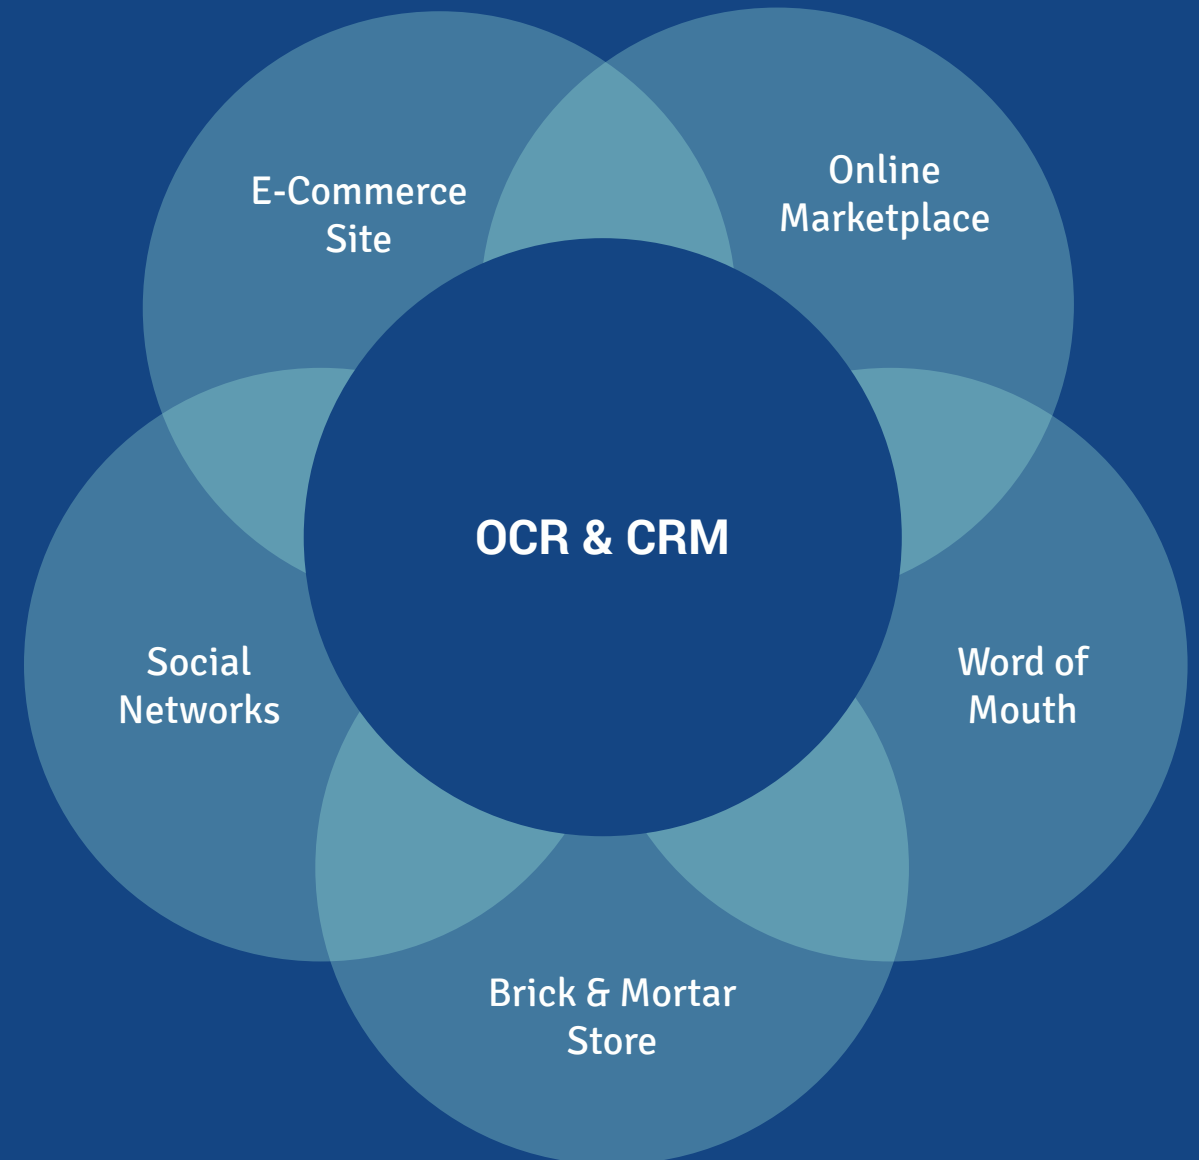 E-Commerce
Site
Online
Marketplace
OCR & CRM
Social
Networks
Word of
Mouth
Brick & Mortar
Store